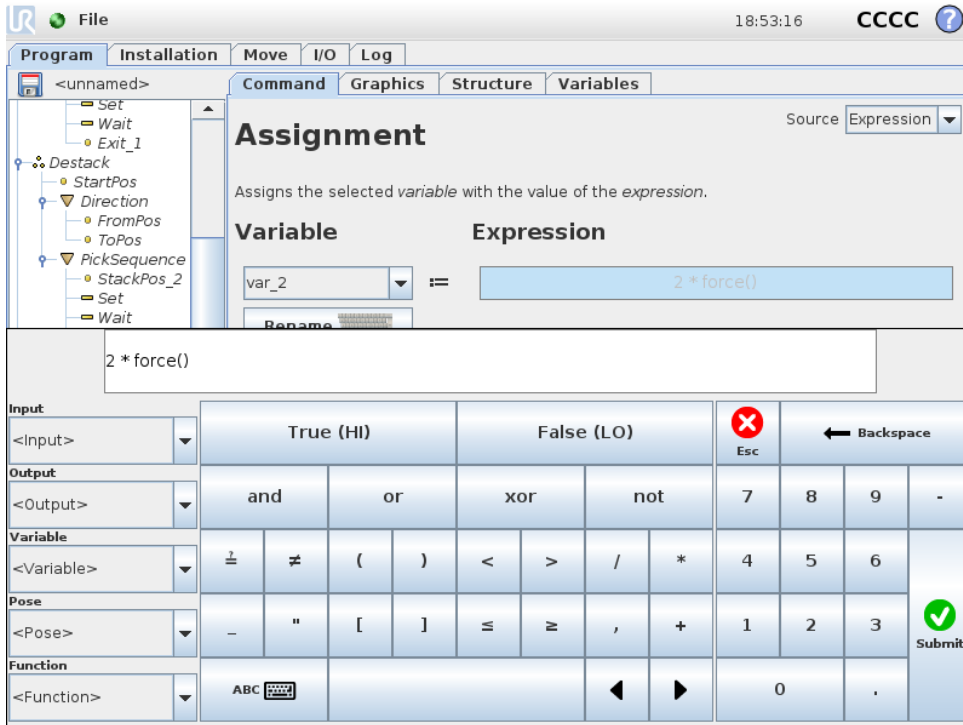 UR File 18:53:16 CCCC ?
Program Installation Move I/O Log
<unnamed>
Command Graphics Structure Variables
Set
Wait
Exit_1
Destack
StartPos
Direction
FromPos
ToPos
PickSequence
StackPos_2
Set
Wait
Source Expression
Assignment
Assigns the selected variable with the value of the expression.
Variable Expression
var_2 := 2 * force()
Rename
2 * force()
Input
<Input>
Output
<Output>
Variable
<Variable>
Pose
<Pose>
Function
<Function>
True (HI) False (LO) Esc Backspace
and or xor not 7 8 9 -
≟ ≠ ( ) < > / * 4 5 6
_ " [ ] ≤ ≥ , + 1 2 3 Submit
ABC 0 .